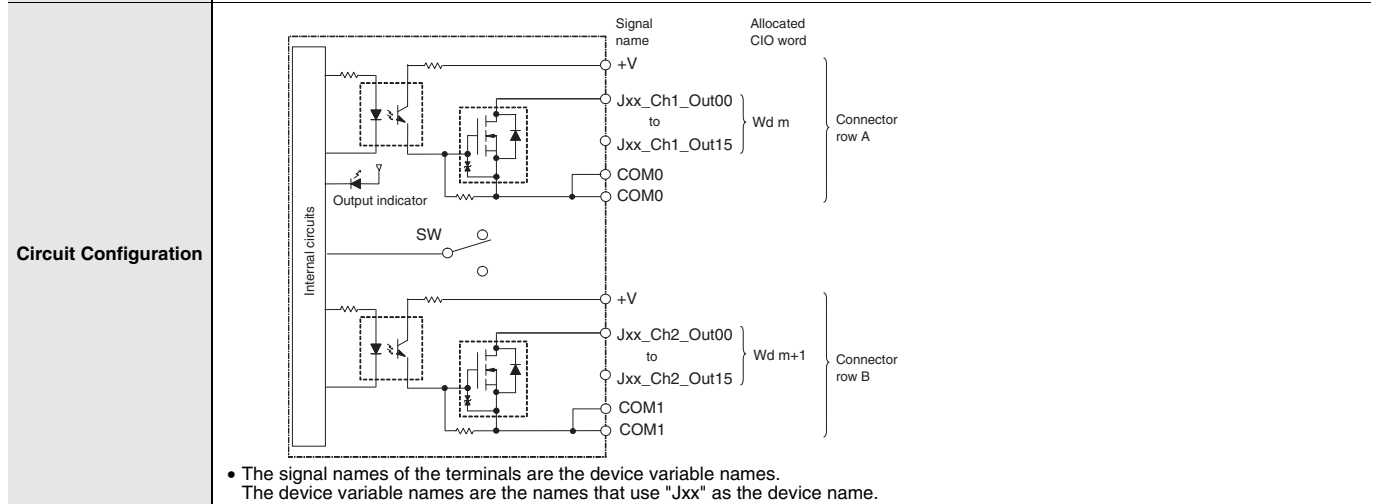 Circuit Configuration
Signal name
Allocated CIO word
+V
Jxx_Ch1_Out00
to
Jxx_Ch1_Out15
Wd m
Connector row A
COM0
COM0
Output indicator
Internal circuits
SW
+V
Jxx_Ch2_Out00
to
Jxx_Ch2_Out15
Wd m+1
Connector row B
COM1
COM1
• The signal names of the terminals are the device variable names.
The device variable names are the names that use "Jxx" as the device name.